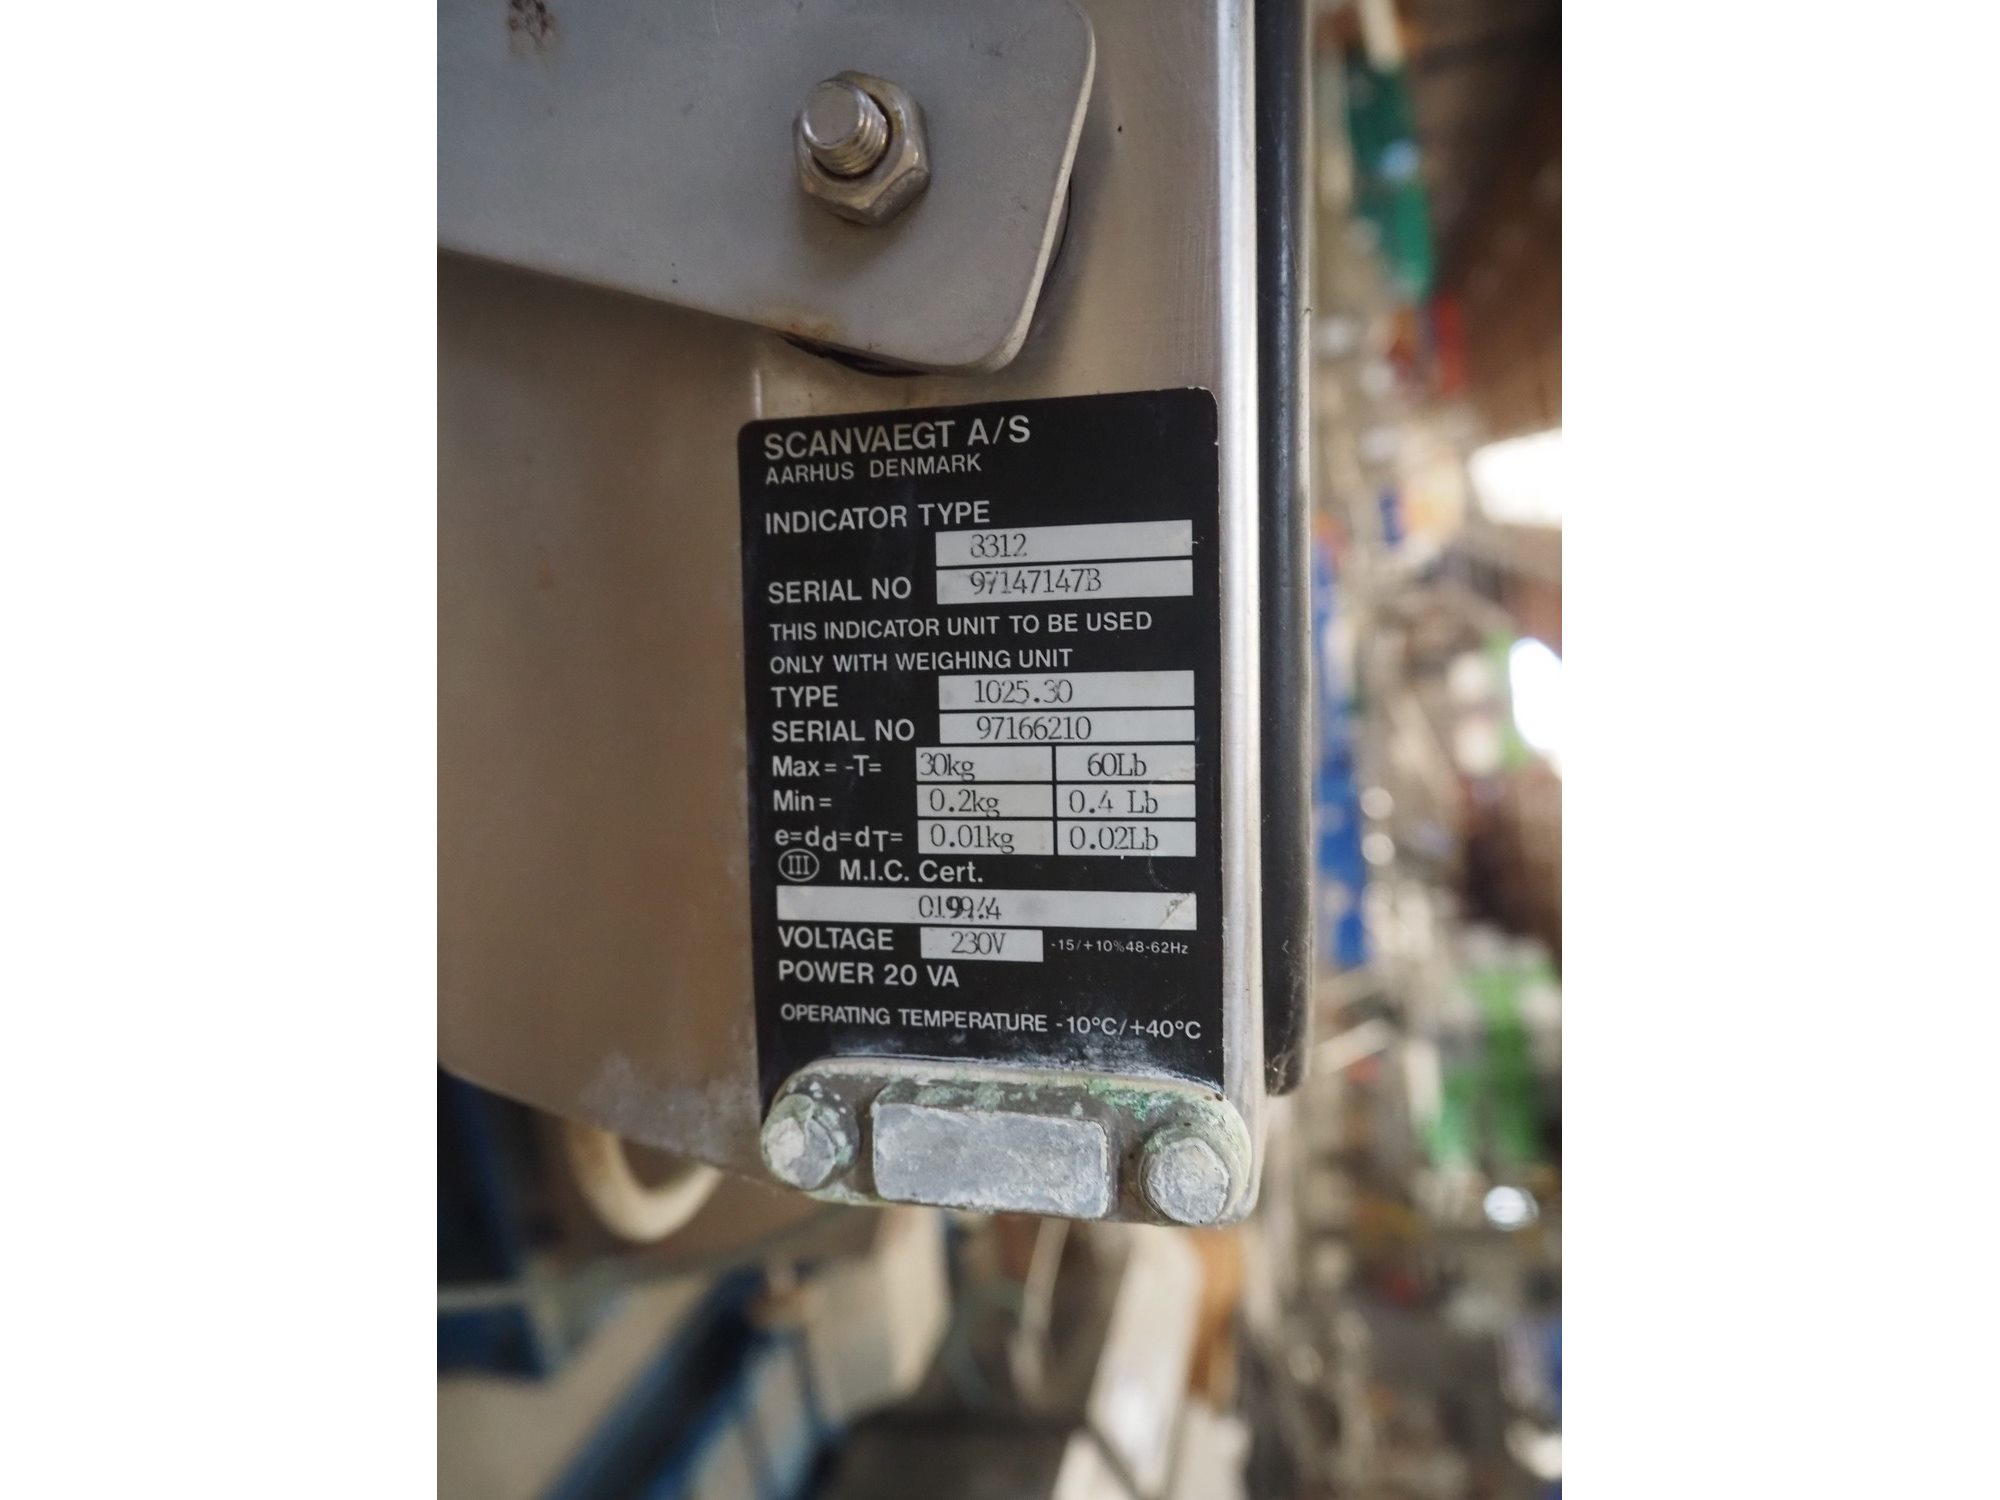 SCANVAEGT A/S
AARHUS DENMARK
INDICATOR TYPE
8312
SERIAL NO 97147147B
THIS INDICATOR UNIT TO BE USED
ONLY WITH WEIGHING UNIT
TYPE 1025.30
SERIAL NO 97166210
Max= -T= 30kg 60Lb
Min= 0.2kg 0.4 Lb
e=dd=dT= 0.01kg 0.02Lb
III M.I.C. Cert.
VOLTAGE 230V -15/+10%48-62Hz
POWER 20 VA
OPERATING TEMPERATURE -10°C/+40°C